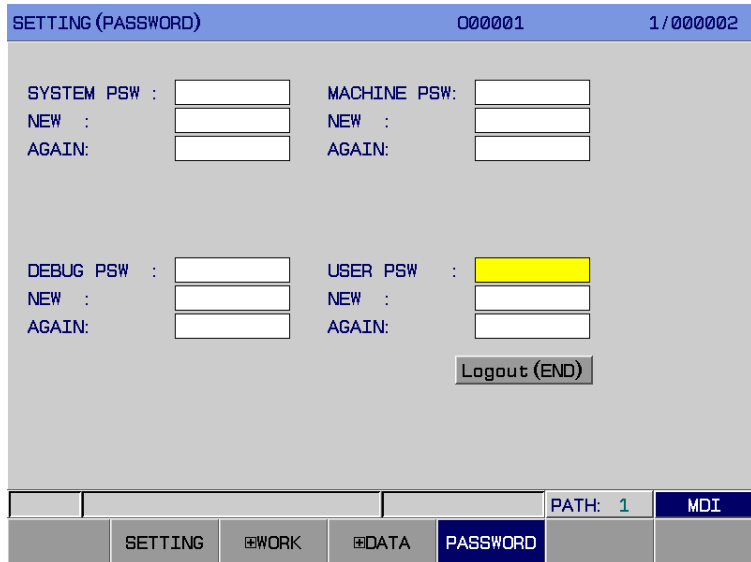 SETTING(PASSWORD) O00001 1/000002
SYSTEM PSW : MACHINE PSW:
NEW : NEW :
AGAIN: AGAIN:
DEBUG PSW : USER PSW :
NEW : NEW :
AGAIN: AGAIN:
Logout(END)
PATH: 1 MDI
SETTING ⊞WORK ⊞DATA PASSWORD